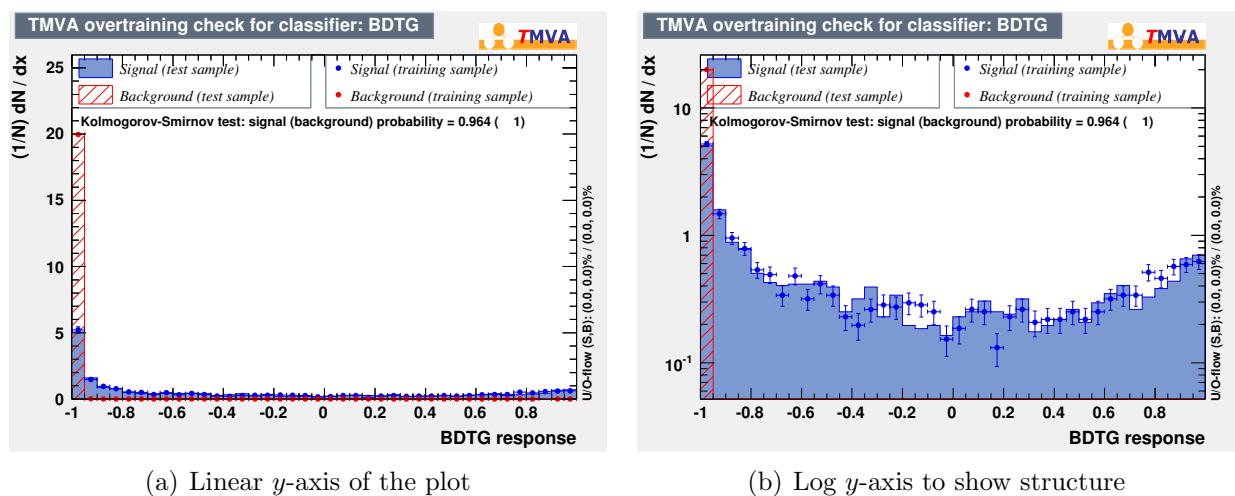 TMVA overtraining check for classifier: BDTG
TMVA
(1/N) dN / dx
Signal (test sample)
Background (test sample)
Signal (training sample)
Background (training sample)
Kolmogorov-Smirnov test: signal (background) probability = 0.964 ( 1)
25
20
15
10
5
0
-1 -0.8 -0.6 -0.4 -0.2 0 0.2 0.4 0.6 0.8
BDTG response
U/O-flow (S,B): (0.0, 0.0)% / (0.0, 0.0)%
(a) Linear y-axis of the plot
TMVA overtraining check for classifier: BDTG
TMVA
(1/N) dN / dx
Signal (test sample)
Background (test sample)
Signal (training sample)
Background (training sample)
Kolmogorov-Smirnov test: signal (background) probability = 0.964 ( 1)
10
1
10⁻¹
-1 -0.8 -0.6 -0.4 -0.2 0 0.2 0.4 0.6 0.8
BDTG response
U/O-flow (S,B): (0.0, 0.0)% / (0.0, 0.0)%
(b) Log y-axis to show structure